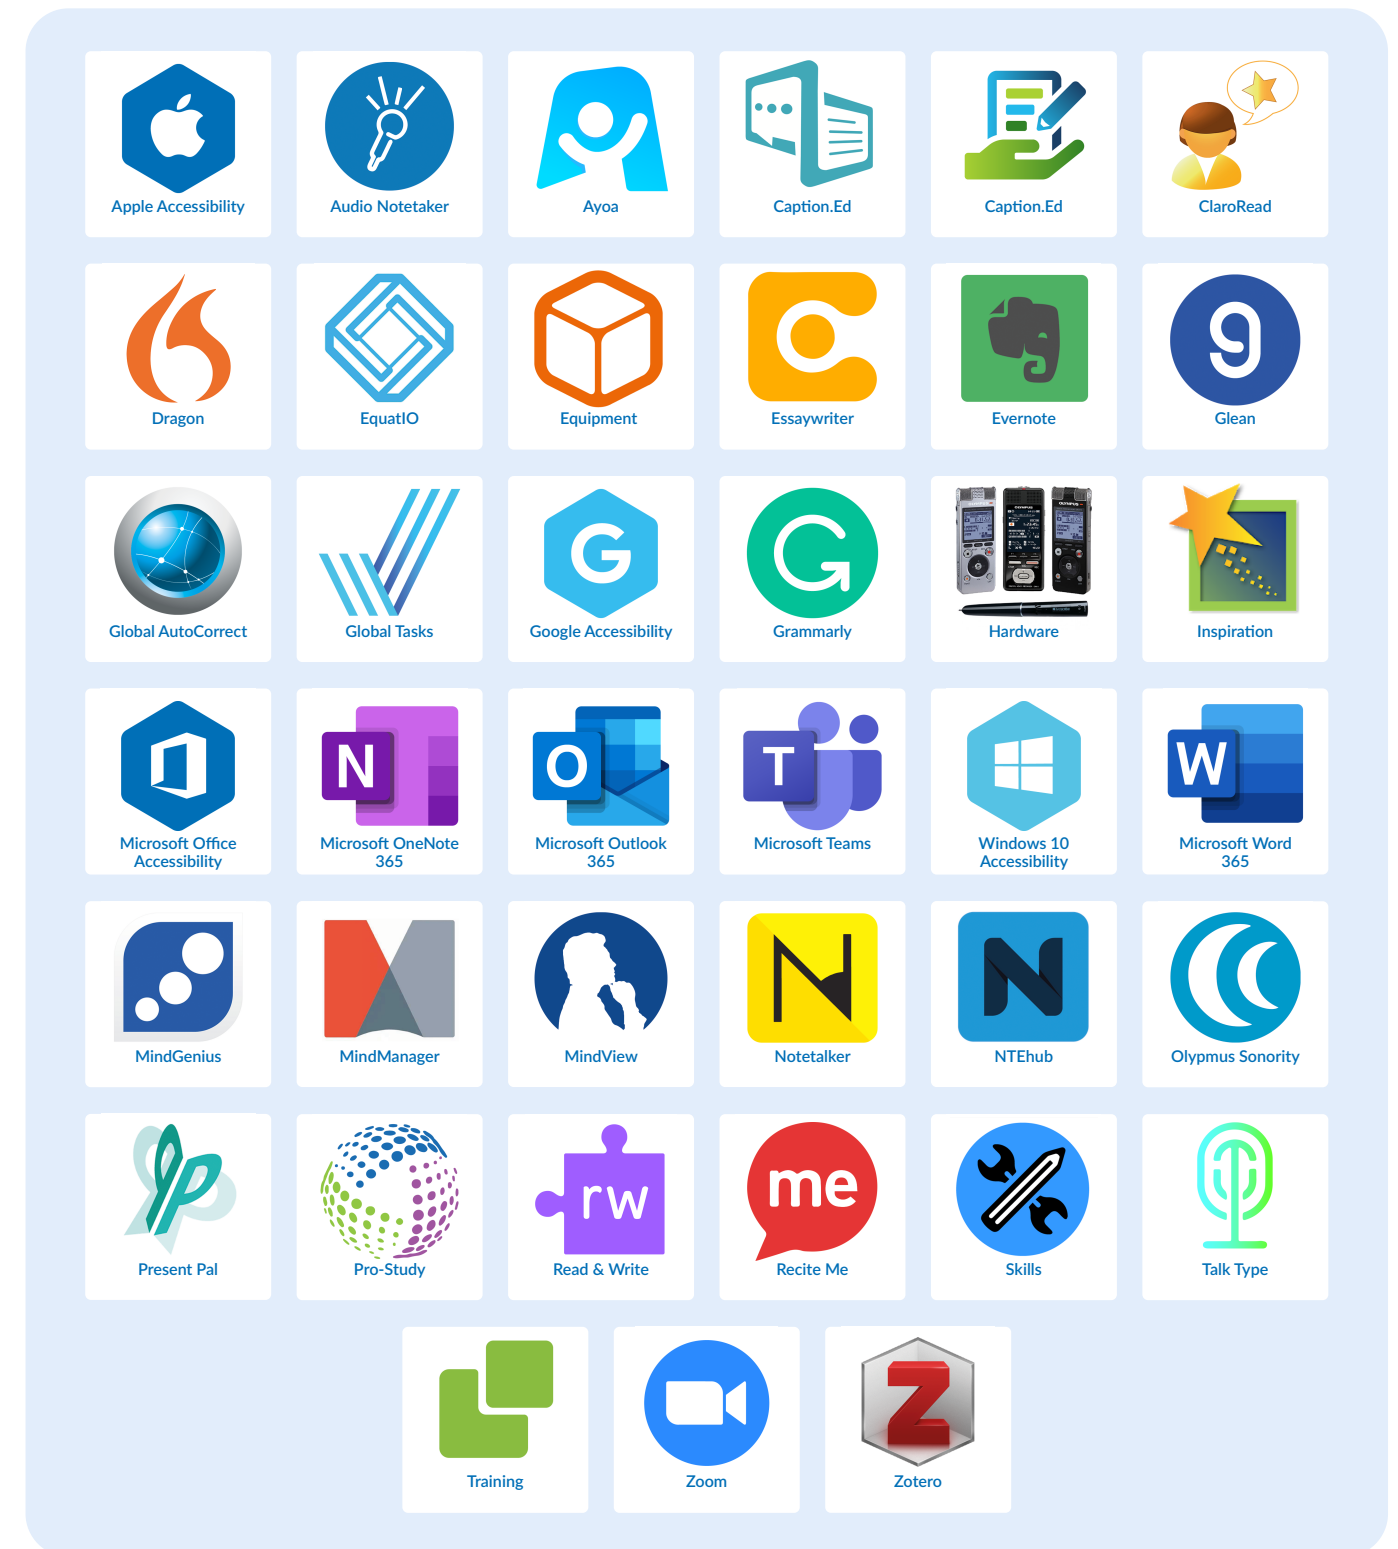 Apple Accessibility
Audio Notetaker
Ayoa
Caption.Ed
Caption.Ed
ClaroRead
Dragon
EquatIO
Equipment
Essaywriter
Evernote
Glean
Global AutoCorrect
Global Tasks
G
Google Accessibility
Grammarly
OLYMPUS
Hardware
Inspiration
Microsoft Office
Accessibility
N
Microsoft OneNote
365
O
Microsoft Outlook
365
T
Microsoft Teams
Windows 10
Accessibility
W
Microsoft Word
365
MindGenius
MindManager
MindView
N
Notetalker
N
NTEhub
Olypmus Sonority
Present Pal
Pro-Study
rw
Read & Write
me
Recite Me
Skills
Talk Type
Training
Zoom
Z
Zotero